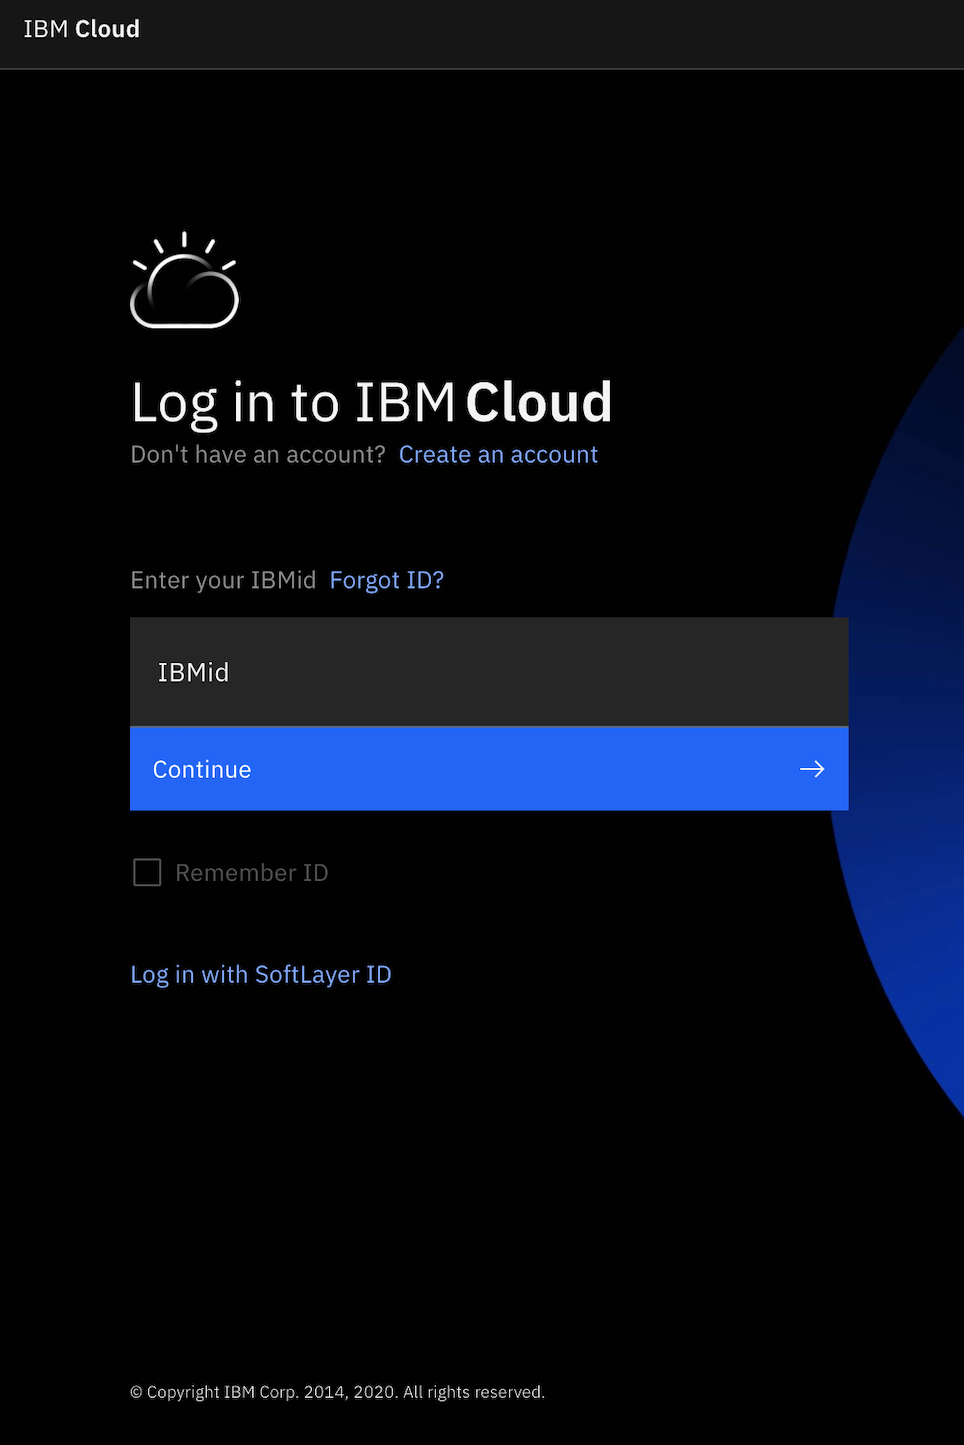 IBM Cloud
Log in to IBM Cloud
Don't have an account? Create an account
Enter your IBMid Forgot ID?
IBMid
Continue
Remember ID
Log in with SoftLayer ID
© Copyright IBM Corp. 2014, 2020. All rights reserved.